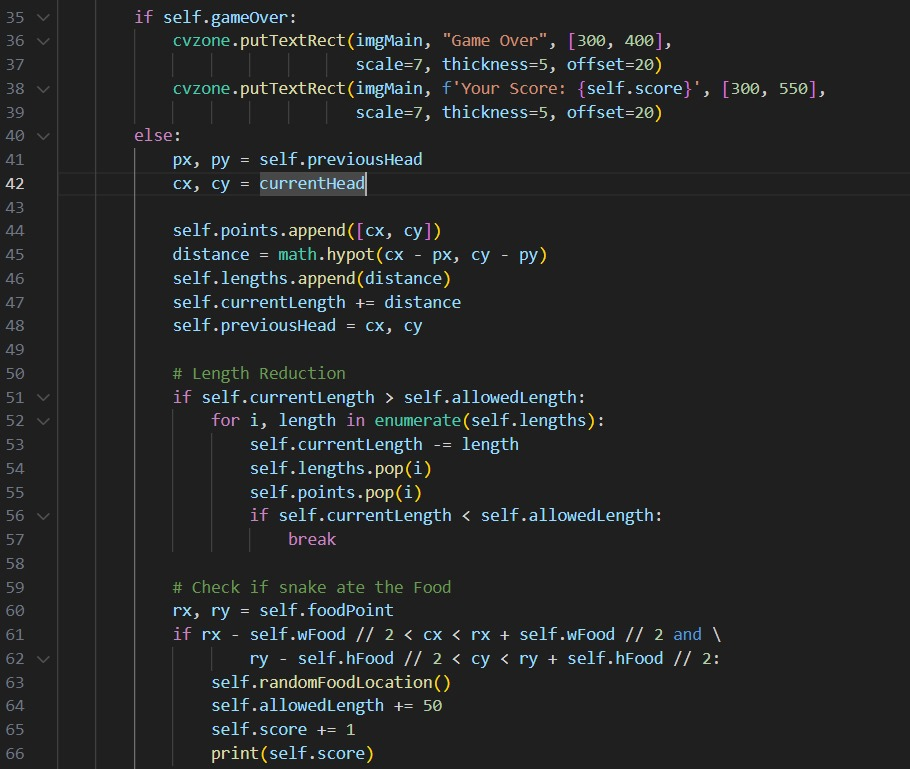 35 if self.gameOver:
36 cvzone.putTextRect(imgMain, "Game Over", [300, 400],
37 scale=7, thickness=5, offset=20)
38 cvzone.putTextRect(imgMain, f'Your Score: {self.score}', [300, 550],
39 scale=7, thickness=5, offset=20)
40 else:
41 px, py = self.previousHead
42 cx, cy = currentHead
43
44 self.points.append([cx, cy])
45 distance = math.hypot(cx - px, cy - py)
46 self.lengths.append(distance)
47 self.currentLength += distance
48 self.previousHead = cx, cy
49
50 # Length Reduction
51 if self.currentLength > self.allowedLength:
52 for i, length in enumerate(self.lengths):
53 self.currentLength -= length
54 self.lengths.pop(i)
55 self.points.pop(i)
56 if self.currentLength < self.allowedLength:
57 break
58
59 # Check if snake ate the Food
60 rx, ry = self.foodPoint
61 if rx - self.wFood // 2 < cx < rx + self.wFood // 2 and \
62 ry - self.hFood // 2 < cy < ry + self.hFood // 2:
63 self.randomFoodLocation()
64 self.allowedLength += 50
65 self.score += 1
66 print(self.score)